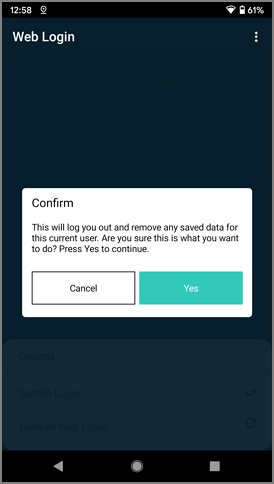 12:58
61%
Web Login
Confirm
This will log you out and remove any saved data for
this current user. Are you sure this is what you want
to do? Press Yes to continue.
Cancel
Yes
Options
Switch Login
Refresh Web Login